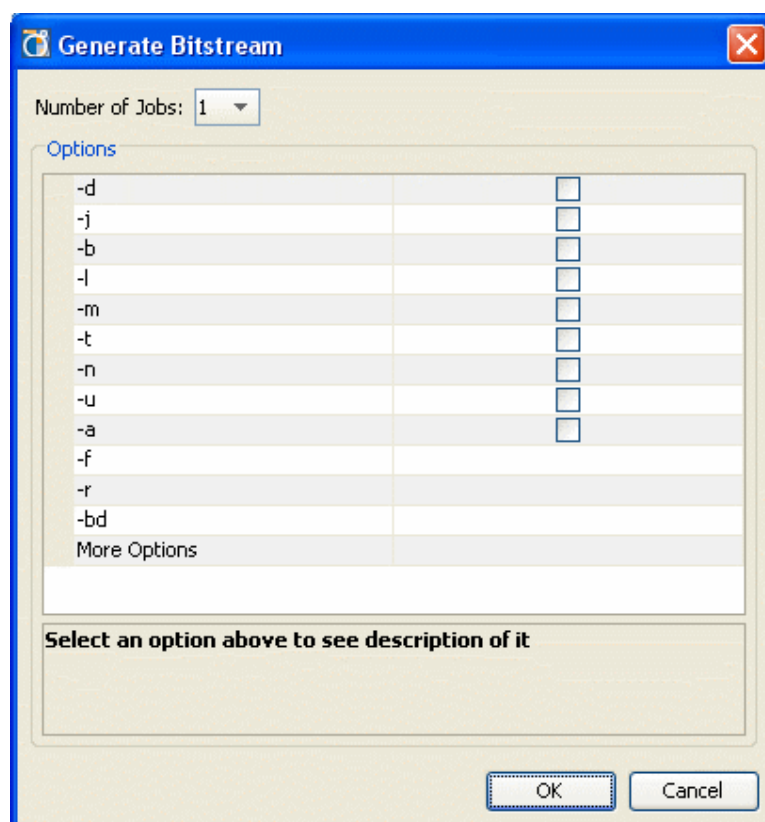 Generate Bitstream
Number of Jobs: 1
Options
-d
-j
-b
-l
-m
-t
-n
-u
-a
-f
-r
-bd
More Options
Select an option above to see description of it
OK Cancel